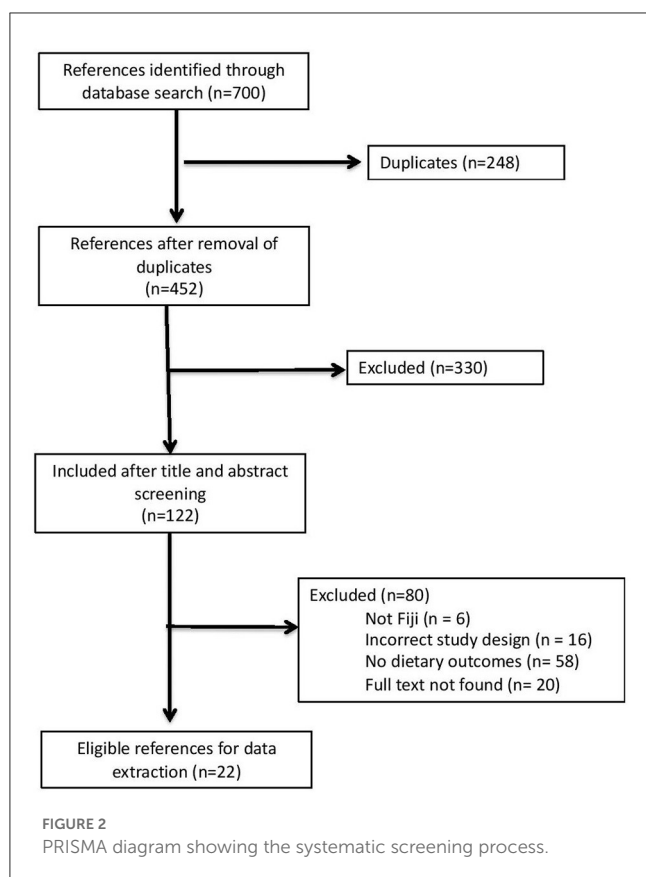 References identified through
database search (n=700)
Duplicates (n=248)
References after removal of
duplicates
(n=452)
Excluded (n=330)
Included after title and abstract
screening
(n=122)
Excluded (n=80)
Not Fiji (n = 6)
Incorrect study design (n = 16)
No dietary outcomes (n= 58)
Full text not found (n= 20)
Eligible references for data
extraction (n=22)
FIGURE 2
PRISMA diagram showing the systematic screening process.